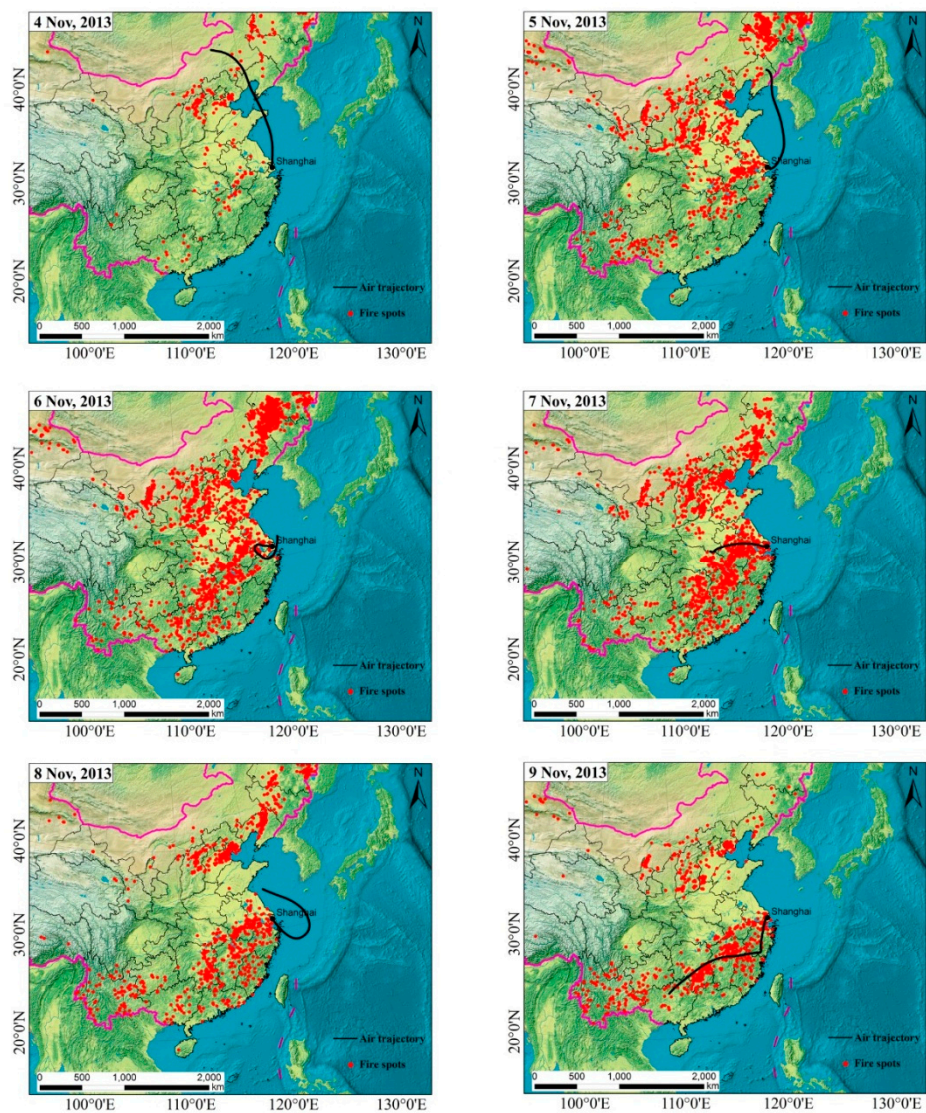 4 Nov, 2013
N
40°0'N
30°0'N
20°0'N
Shanghai
Air trajectory
Fire spots
0 500 1,000 2,000
km
100°0'E 110°0'E 120°0'E 130°0'E
5 Nov, 2013
N
40°0'N
30°0'N
20°0'N
Shanghai
Air trajectory
Fire spots
0 500 1,000 2,000
km
100°0'E 110°0'E 120°0'E 130°0'E
6 Nov, 2013
N
40°0'N
30°0'N
20°0'N
Shanghai
Air trajectory
Fire spots
0 500 1,000 2,000
km
100°0'E 110°0'E 120°0'E 130°0'E
7 Nov, 2013
N
40°0'N
30°0'N
20°0'N
Shanghai
Air trajectory
Fire spots
0 500 1,000 2,000
km
100°0'E 110°0'E 120°0'E 130°0'E
8 Nov, 2013
N
40°0'N
30°0'N
20°0'N
Shanghai
Air trajectory
Fire spots
0 500 1,000 2,000
km
100°0'E 110°0'E 120°0'E 130°0'E
9 Nov, 2013
N
40°0'N
30°0'N
20°0'N
Shanghai
Air trajectory
Fire spots
0 500 1,000 2,000
km
100°0'E 110°0'E 120°0'E 130°0'E